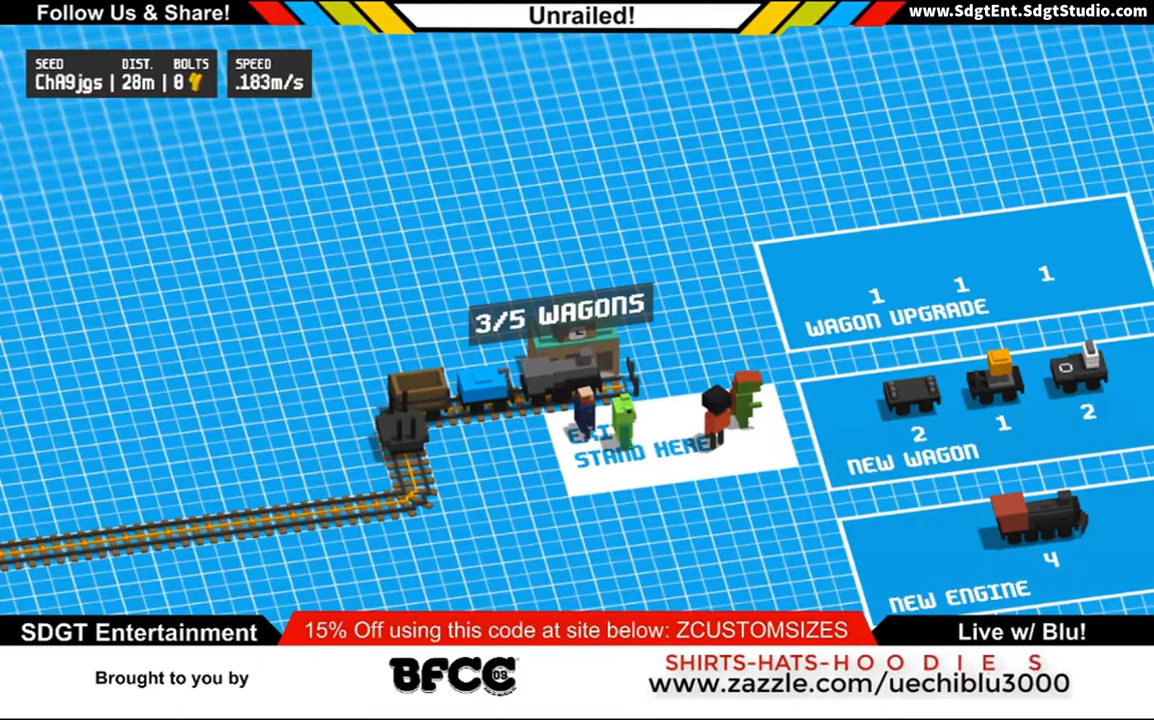 Follow Us & Share!
Unrailed!
www.SdgtEnt.SdgtStudio.com
SEED DIST. BOLTS SPEED
ChA9jgs | 28m | 0 .183m/s
3/5 WAGONS
1 1 1
WAGON UPGRADE
2 1 2
NEW WAGON
STAND HERE
4
NEW ENGINE
SDGT Entertainment
15% Off using this code at site below: ZCUSTOMSIZES
Live w/ Blu!
Brought to you by
BFCC
09
SHIRTS-HATS-HOODIES
www.zazzle.com/uechiblu3000